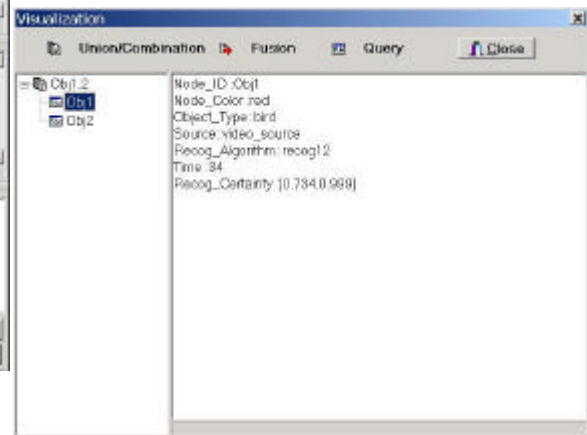 Visualization
Union/Combination Fusion Query Close
Obj1.2
Obj1
Obj2
Node_ID :Obj1
Node_Color :red
Object_Type :bird
Source: video_source
Recog_Algorithm: recog12
Time :34
Recog_Certainty :[0.734,0.999]